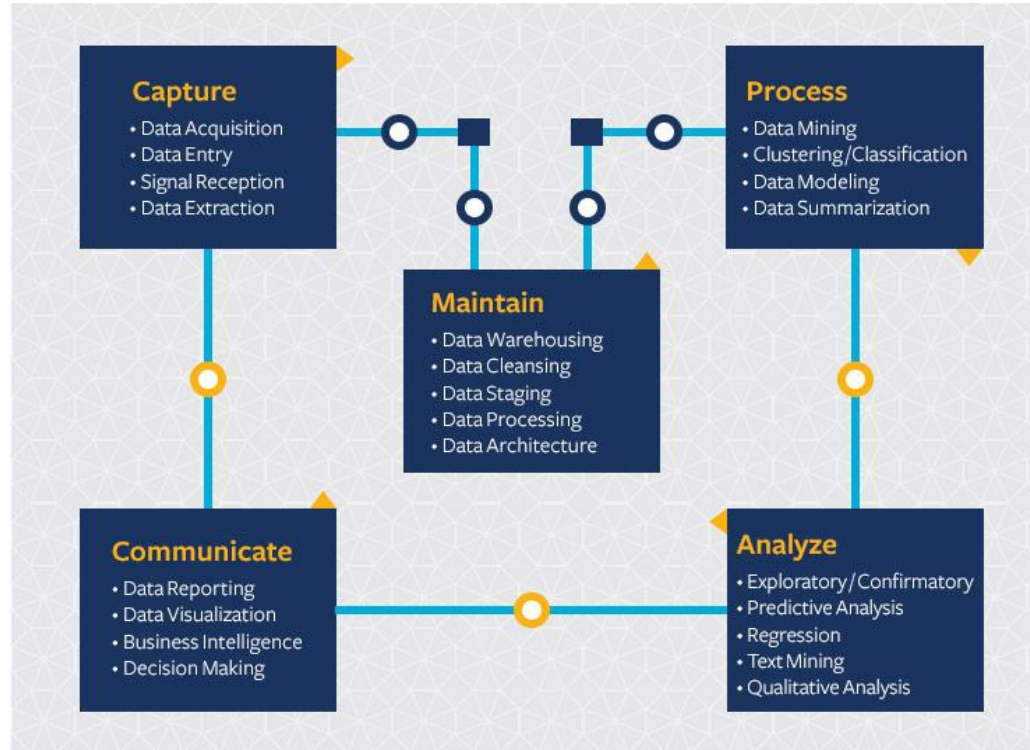 Capture
• Data Acquisition
• Data Entry
• Signal Reception
• Data Extraction
Process
• Data Mining
• Clustering/Classification
• Data Modeling
• Data Summarization
Maintain
• Data Warehousing
• Data Cleansing
• Data Staging
• Data Processing
• Data Architecture
Communicate
• Data Reporting
• Data Visualization
• Business Intelligence
• Decision Making
Analyze
• Exploratory/Confirmatory
• Predictive Analysis
• Regression
• Text Mining
• Qualitative Analysis